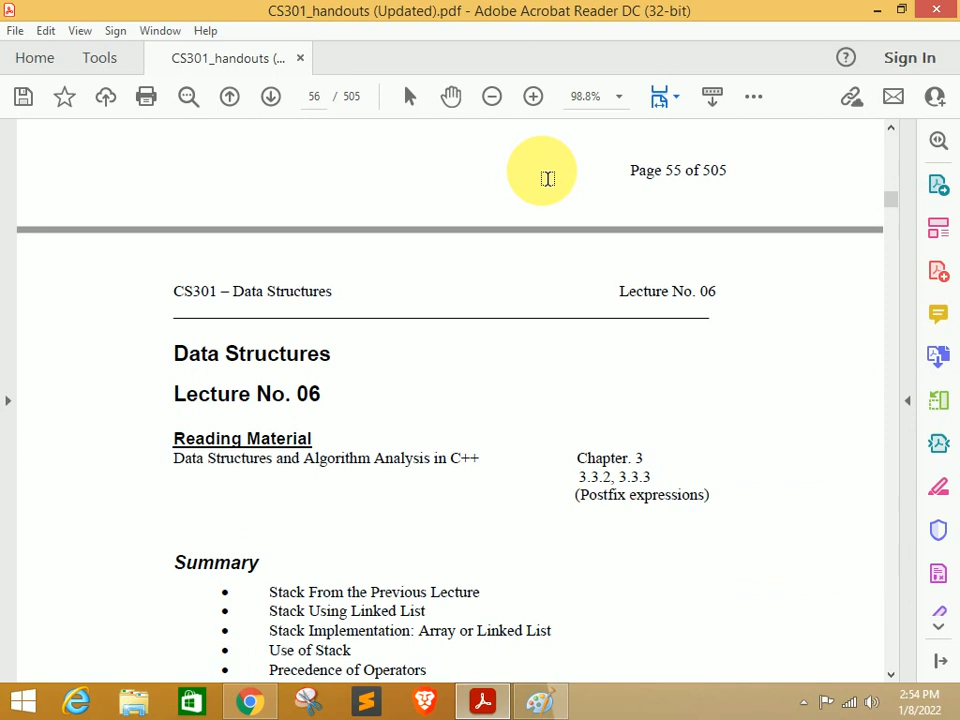 CS301_handouts (Updated).pdf - Adobe Acrobat Reader DC (32-bit)
File Edit View Sign Window Help
Home Tools CS301_handouts (... × Sign In
56 / 505 98.8%
Page 55 of 505
CS301 – Data Structures Lecture No. 06
Data Structures
Lecture No. 06
Reading Material
Data Structures and Algorithm Analysis in C++ Chapter. 3
3.3.2, 3.3.3
(Postfix expressions)
Summary
• Stack From the Previous Lecture
• Stack Using Linked List
• Stack Implementation: Array or Linked List
• Use of Stack
• Precedence of Operators
2:54 PM
1/8/2022